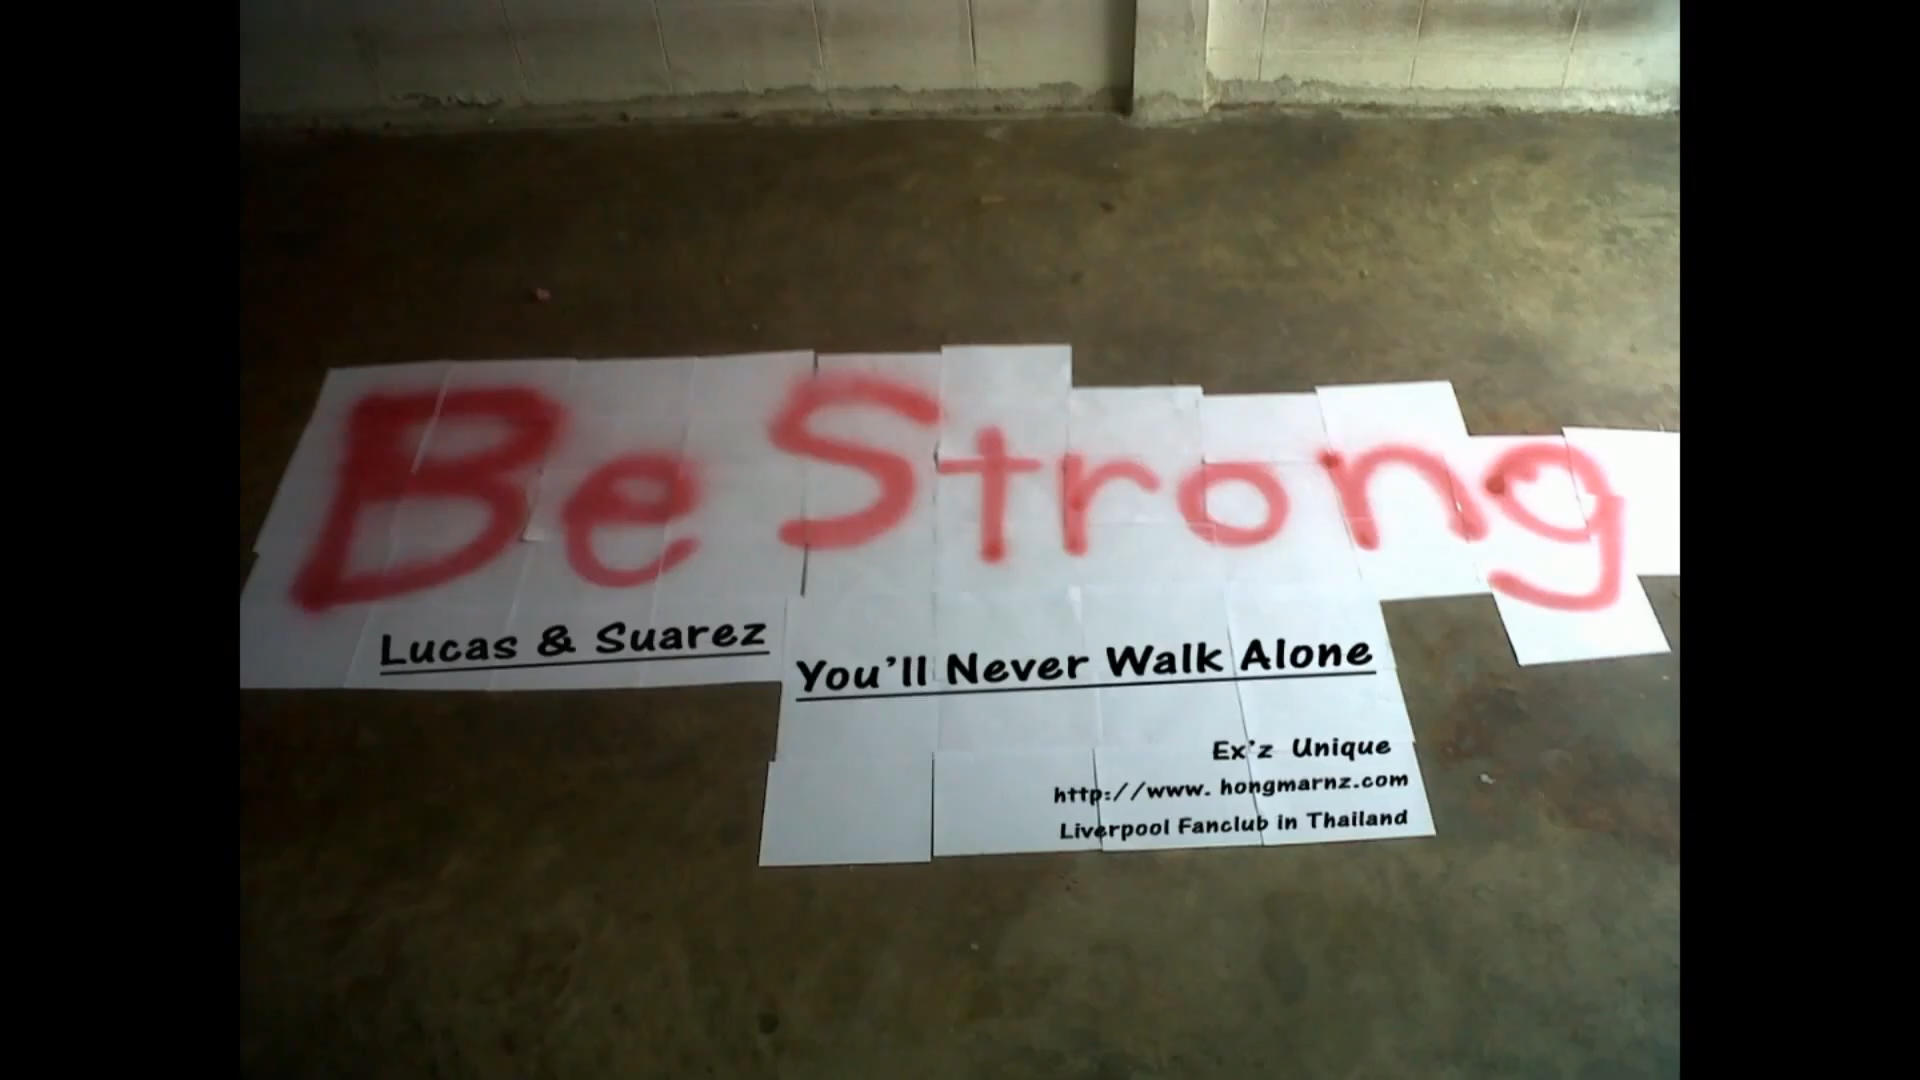 Be Strong
Lucas & Suarez
You'll Never Walk Alone
Ex'z Unique
http://www. hongmarnz.com
Liverpool Fanclub in Thailand